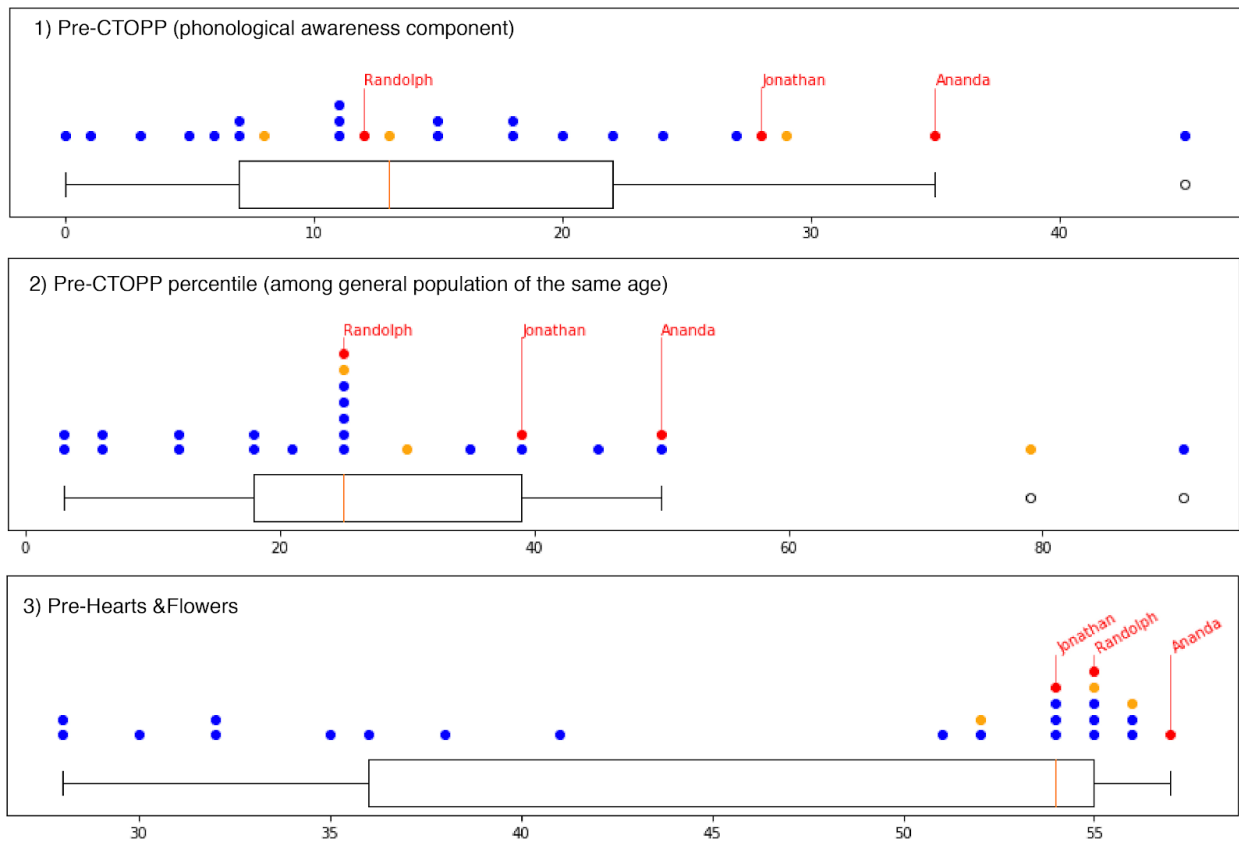 1) Pre-CTOPP (phonological awareness component)
Randolph
Jonathan
Ananda
0 10 20 30 40
2) Pre-CTOPP percentile (among general population of the same age)
Randolph
Jonathan
Ananda
0 20 40 60 80
3) Pre-Hearts &Flowers
Jonathan
Randolph
Ananda
30 35 40 45 50 55